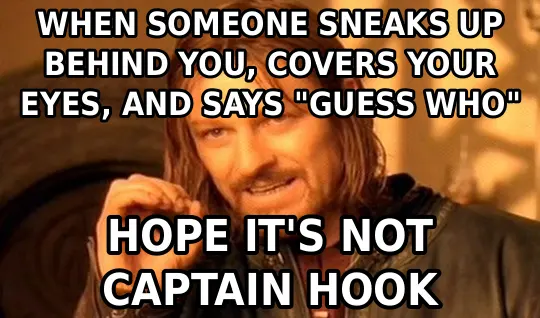 WHEN SOMEONE SNEAKS UP
BEHIND YOU, COVERS YOUR
EYES, AND SAYS "GUESS WHO"
HOPE IT'S NOT
CAPTAIN HOOK